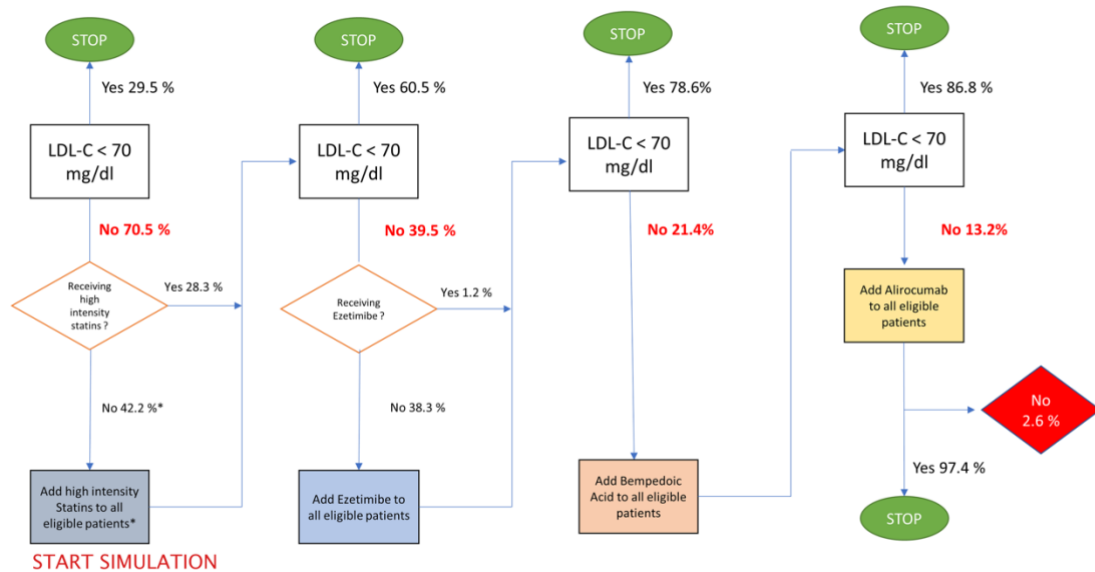 STOP
Yes 29.5 %
LDL-C < 70
mg/dl
No 70.5 %
Receiving
high
intensity
statins ?
Yes 28.3 %
No 42.2 %*
Add high intensity
Statins to all
eligible patients*
START SIMULATION
STOP
Yes 60.5 %
LDL-C < 70
mg/dl
No 39.5 %
Receiving
Ezetimibe ?
Yes 1.2 %
No 38.3 %
Add Ezetimibe to
all eligible patients
STOP
Yes 78.6%
LDL-C < 70
mg/dl
No 21.4%
Add Bempedoic
Acid to all eligible
patients
STOP
Yes 86.8 %
LDL-C < 70
mg/dl
No 13.2%
Add Alirocumab
to all eligible
patients
No
2.6 %
Yes 97.4 %
STOP